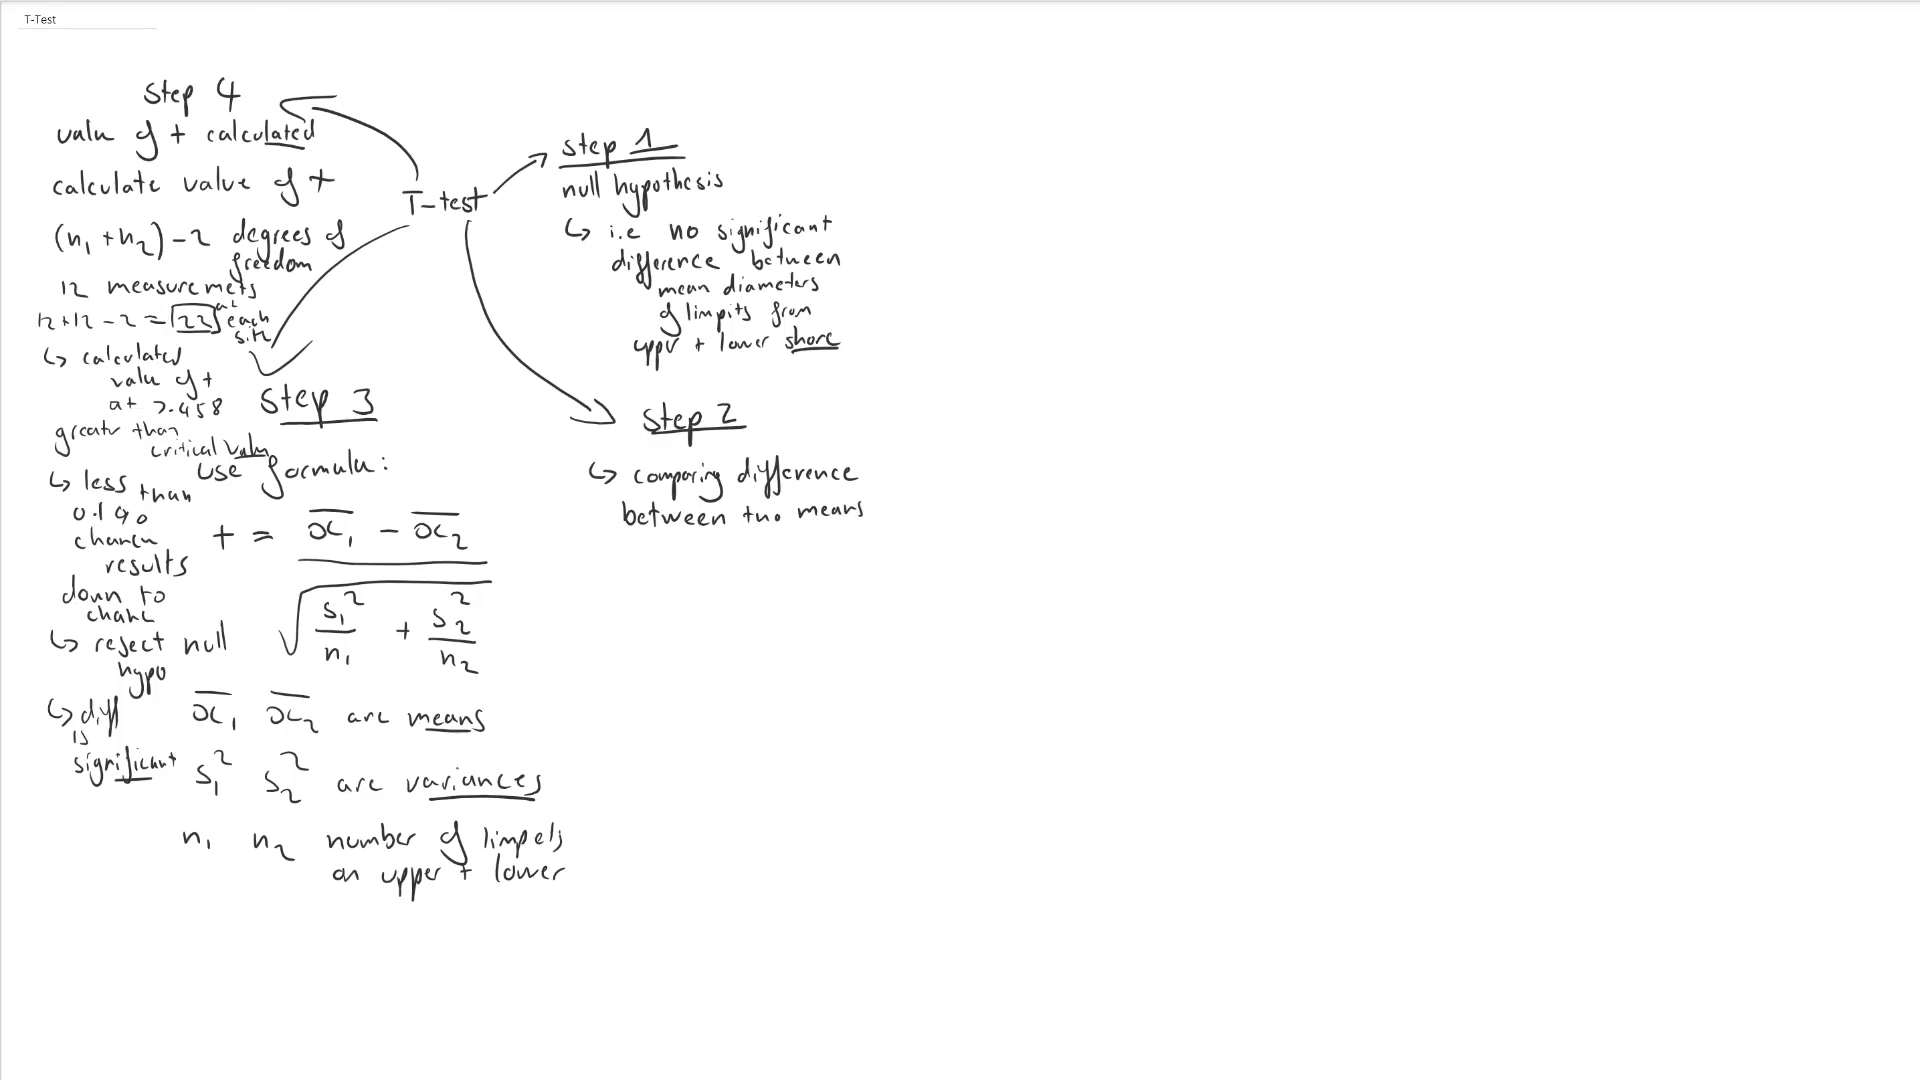 T-Test
T-test
step 1
null hypothesis
↳ i.e no significant
difference between
mean diameters
of limpits from
uppr + lower shore
step 2
↳ comparing difference
between two means
step 3
use formula:
t = x̄₁ - x̄₂
√ s₁²/n₁ + s₂²/n₂
x̄₁ x̄₂ are means
s₁² s₂² are variances
n₁ n₂ number of limpets
on upper + lower
step 4
valu of t calculated
calculate value of t
(n₁ + n₂) - 2 degrees of
freedom
12 measuremets
at
12+12-2 = 22 each
site
↳ calculated
valu of t
at 7.458
greatr than
critical valu
↳ less than
0.1 %
chance
results
down to
chanc
↳ reject null
hypo
↳ diff
is
significant